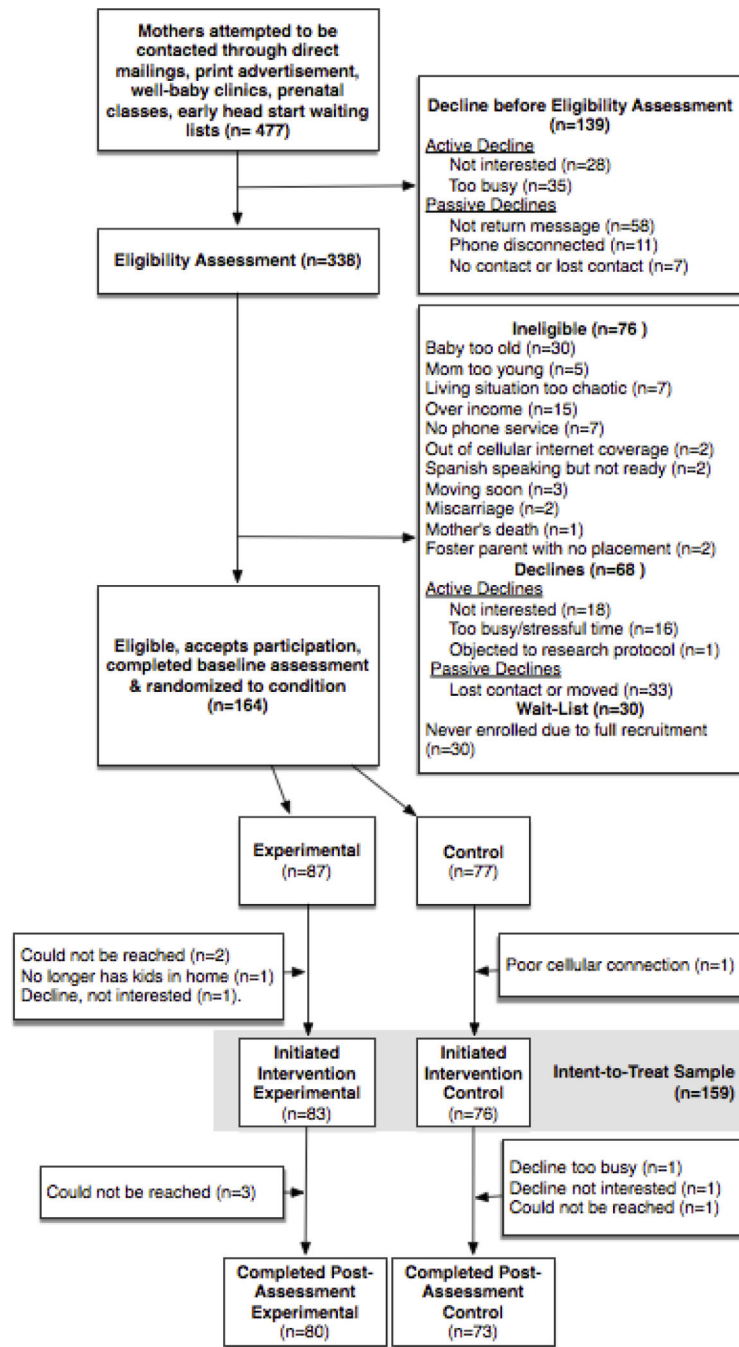 Mothers attempted to be
contacted through direct
mailings, print advertisement,
well-baby clinics, prenatal
classes, early head start waiting
lists (n= 477)
Decline before Eligibility Assessment
(n=139)
Active Decline
Not interested (n=28)
Too busy (n=35)
Passive Declines
Not return message (n=58)
Phone disconnected (n=11)
No contact or lost contact (n=7)
Eligibility Assessment (n=338)
Ineligible (n=76 )
Baby too old (n=30)
Mom too young (n=5)
Living situation too chaotic (n=7)
Over income (n=15)
No phone service (n=7)
Out of cellular internet coverage (n=2)
Spanish speaking but not ready (n=2)
Moving soon (n=3)
Miscarriage (n=2)
Mother's death (n=1)
Foster parent with no placement (n=2)
Declines (n=68 )
Active Declines
Not interested (n=18)
Too busy/stressful time (n=16)
Objected to research protocol (n=1)
Passive Declines
Lost contact or moved (n=33)
Wait-List (n=30)
Never enrolled due to full recruitment
(n=30)
Eligible, accepts participation,
completed baseline assessment
& randomized to condition
(n=164)
Experimental
(n=87)
Control
(n=77)
Could not be reached (n=2)
No longer has kids in home (n=1)
Decline, not interested (n=1).
Poor cellular connection (n=1)
Initiated
Intervention
Experimental
(n=83)
Initiated
Intervention
Control
(n=76)
Intent-to-Treat Sample
(n=159)
Could not be reached (n=3)
Decline too busy (n=1)
Decline not interested (n=1)
Could not be reached (n=1)
Completed Post-
Assessment
Experimental
(n=80)
Completed Post-
Assessment
Control
(n=73)